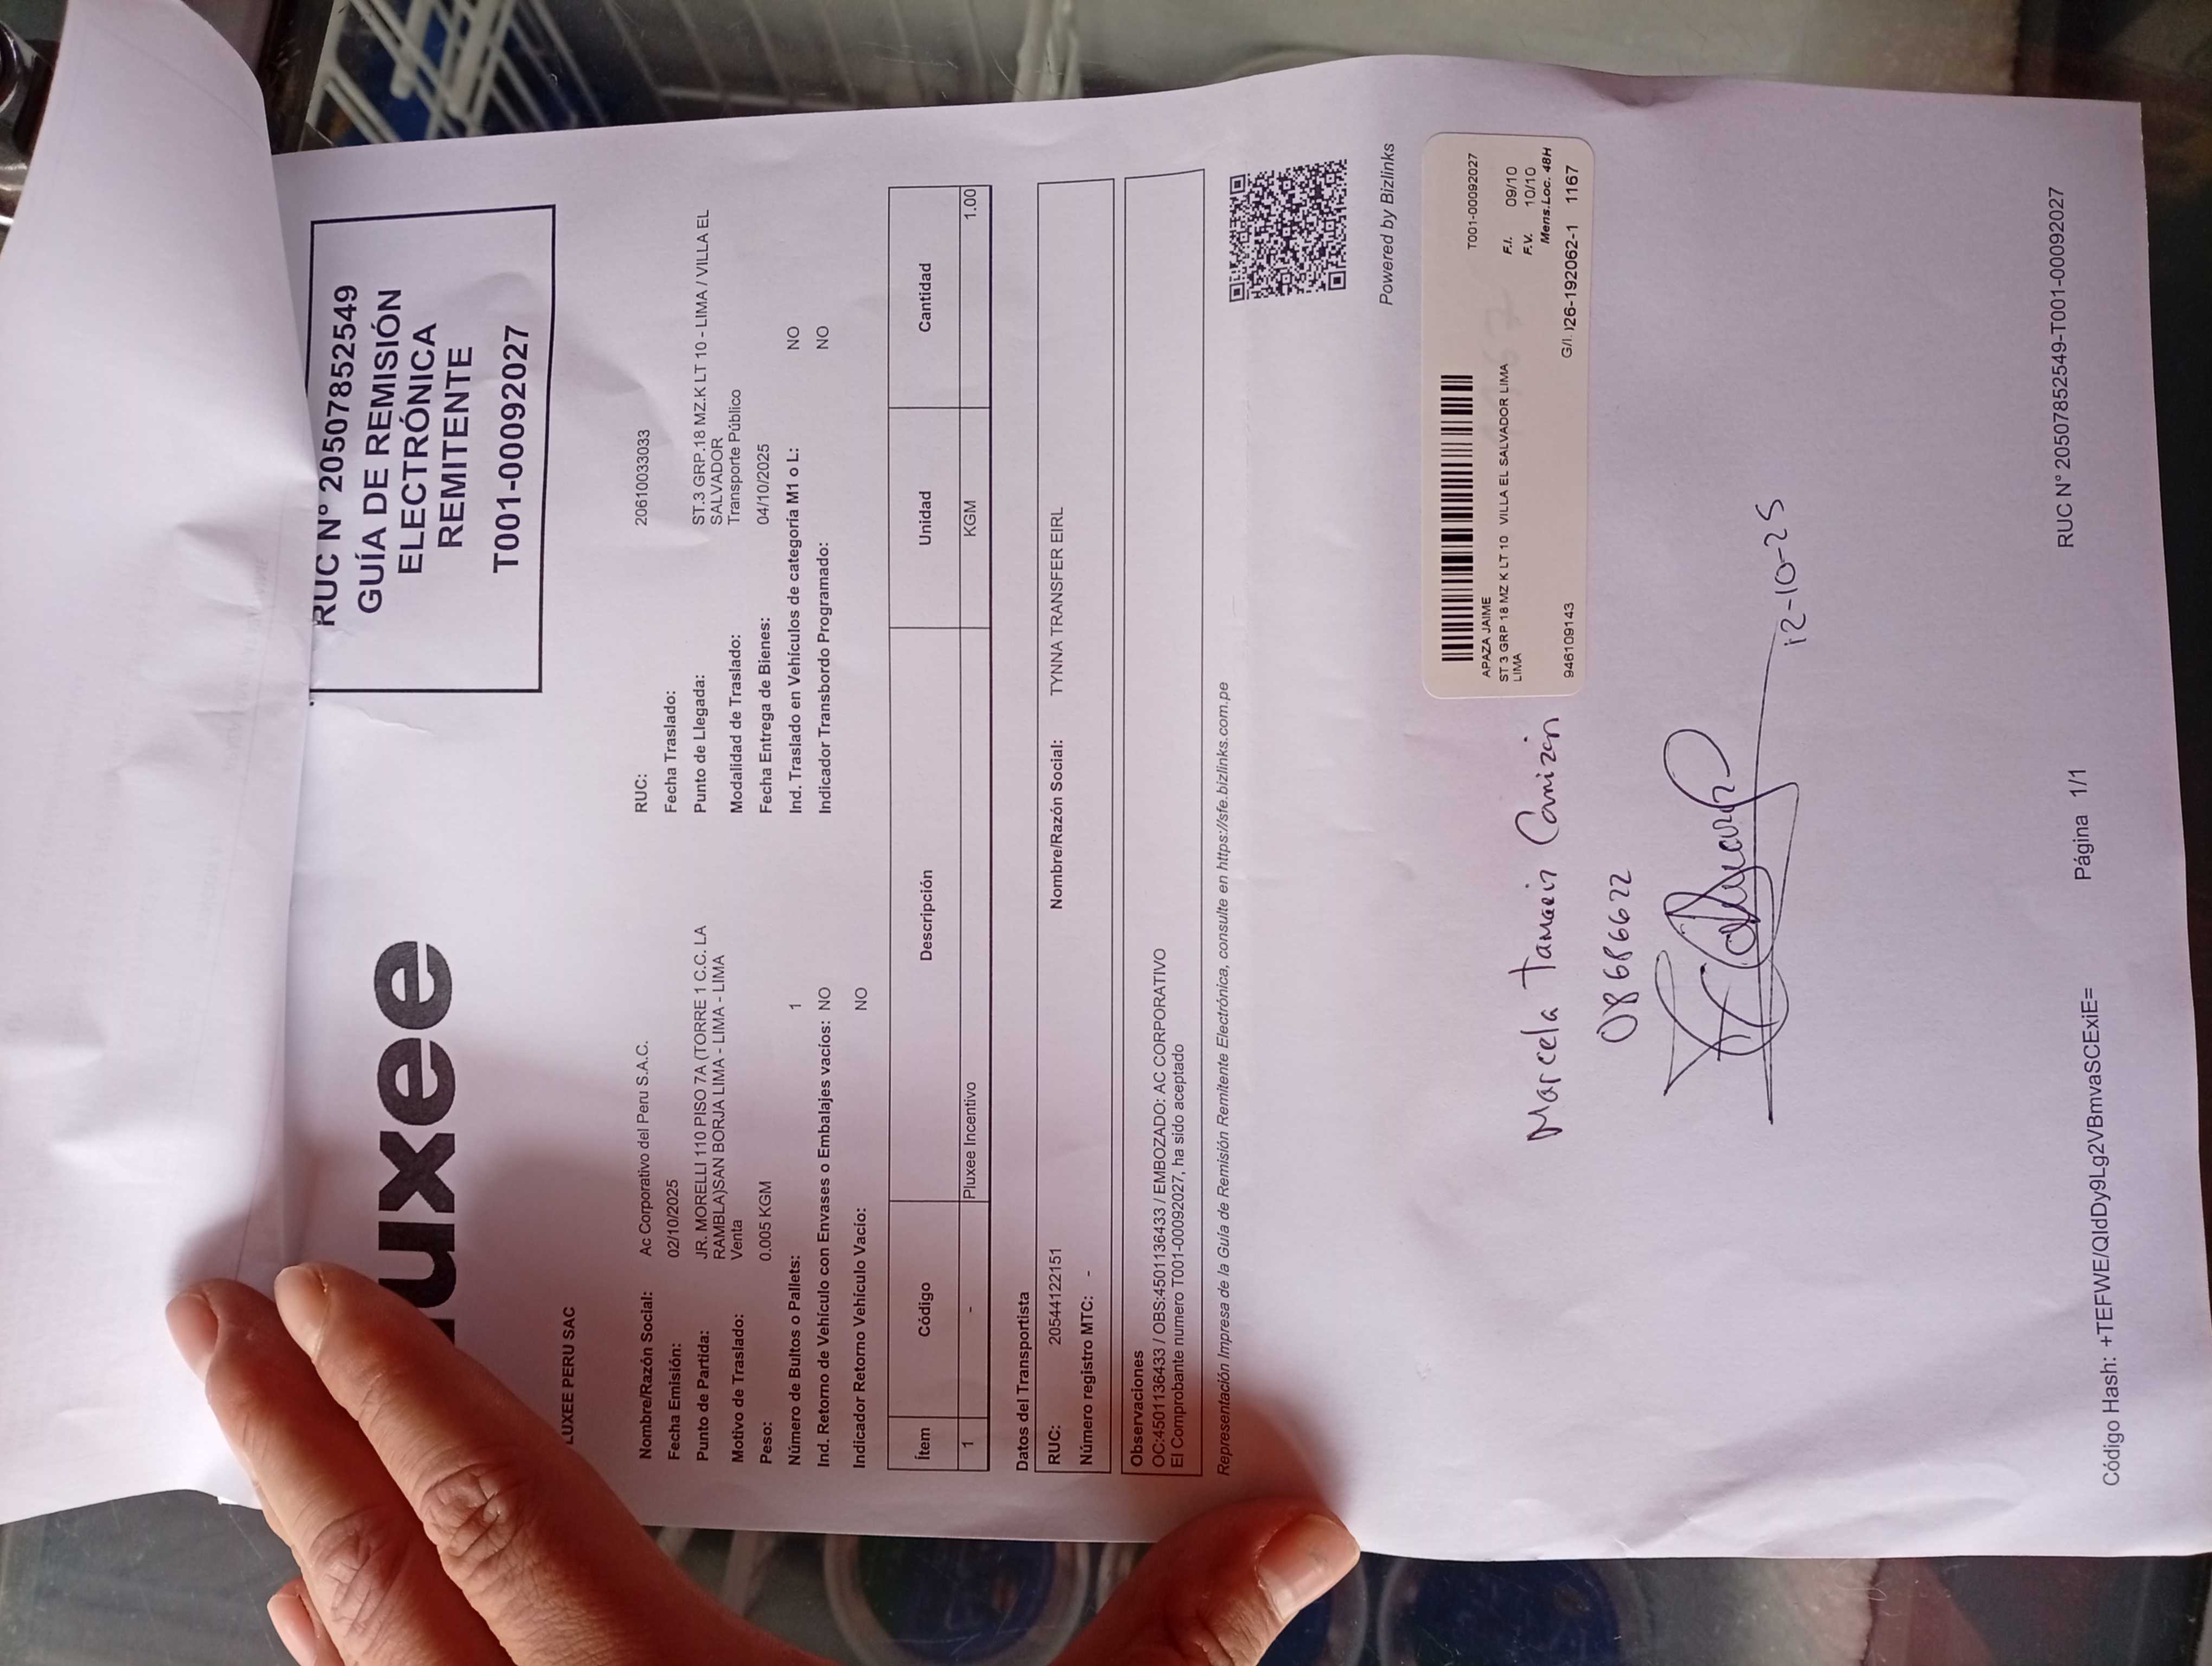 uxee
RUC N° 20507852549
GUÍA DE REMISIÓN
ELECTRÓNICA
REMITENTE
T001-00092027
LUXEE PERU SAC
Nombre/Razón Social: Ac Corporativo del Peru S.A.C.
Fecha Emisión: 02/10/2025
Punto de Partida: JR. MORELLI 110 PISO 7A (TORRE 1 C.C. LA
RAMBLA)SAN BORJA LIMA - LIMA - LIMA
Motivo de Traslado: Venta
Peso: 0.005 KGM
Número de Bultos o Pallets: 1
Ind. Retorno de Vehículo con Envases o Embalajes vacíos: NO
Indicador Retorno Vehículo Vacío: NO
RUC: 20610033033
Fecha Traslado:
Punto de Llegada: ST.3 GRP.18 MZ.K LT 10 - LIMA / VILLA EL
SALVADOR
Modalidad de Traslado: Transporte Público
Fecha Entrega de Bienes: 04/10/2025
Ind. Traslado en Vehículos de categoría M1 o L: NO
Indicador Transbordo Programado: NO
Ítem Código Descripción Unidad Cantidad
1 - Pluxee Incentivo KGM 1.00
Datos del Transportista
RUC: 20544122151 Nombre/Razón Social: TYNNA TRANSFER EIRL
Número registro MTC: -
Observaciones
OC:4501136433 / OBS:4501136433 / EMBOZADO: AC CORPORATIVO
El Comprobante numero T001-00092027, ha sido aceptado
Representación Impresa de la Guía de Remisión Remitente Electrónica, consulte en https://sfe.bizlinks.com.pe
Powered by Bizlinks
T001-00092027
APAZA JAIME
ST 3 GRP 18 MZ K LT 10 VILLA EL SALVADOR LIMA
LIMA
F.I. 09/10
F.V. 10/10
Mens.Loc. 48H
946109143 G/I. 126-192062-1 1167
Marcela
08686622
12-10-25
Código Hash: +TEFWE/QIdDy9Lg2VBmvaSCExiE= Página 1/1 RUC N° 20507852549-T001-00092027